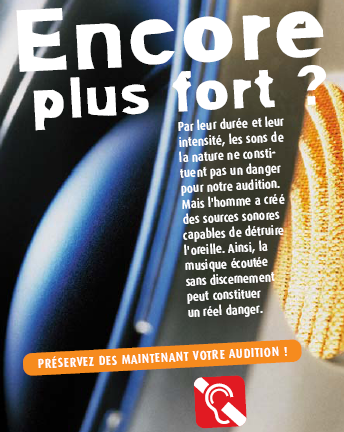 Encore
plus fort ?
Par leur durée et leur
intensité, les sons de
la nature ne consti-
tuent pas un danger
pour notre audition.
Mais l'homme a créé
des sources sonores
capables de détruire
l'oreille. Ainsi, la
musique écoutée
sans discernement
peut constituer
un réel danger.
PRÉSERVEZ DES MAINTENANT VOTRE AUDITION !